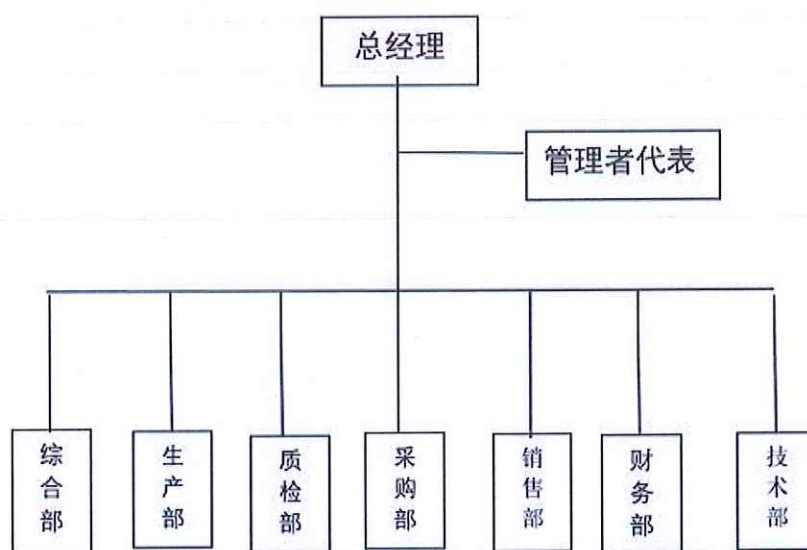 总经理
管理者代表
综合部
生产部
质检部
采购部
销售部
财务部
技术部